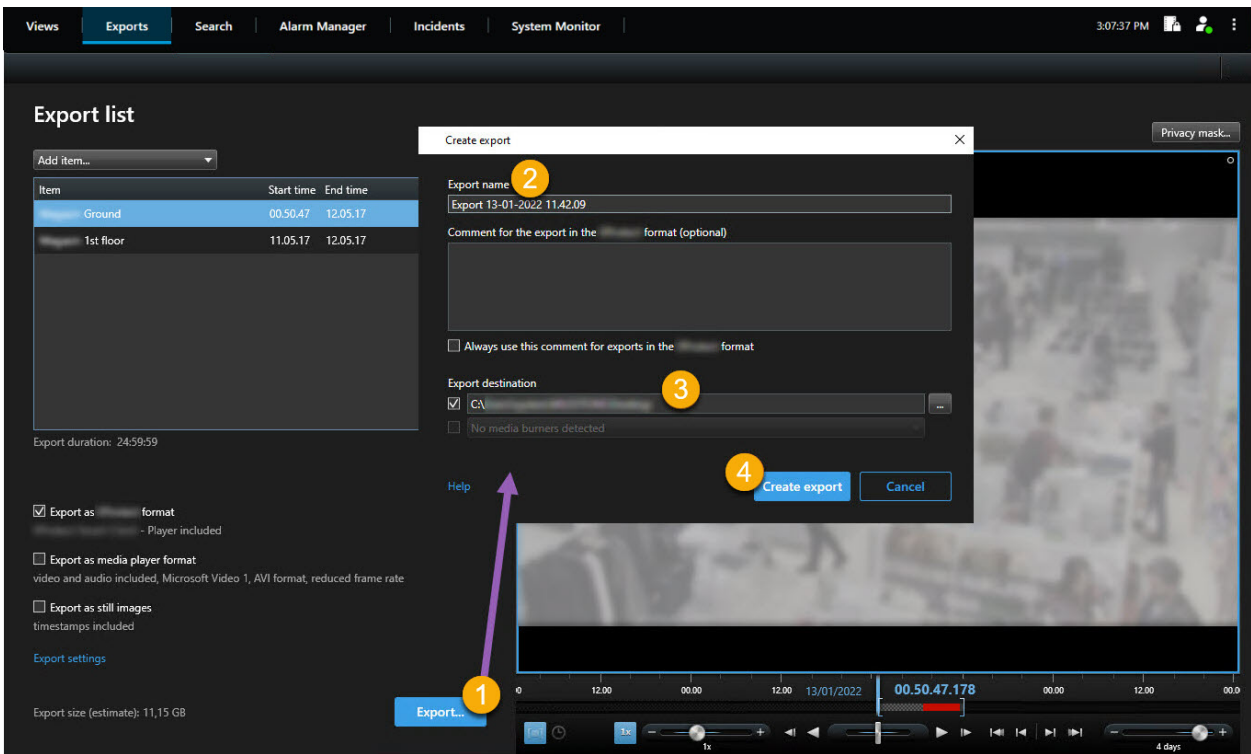 Views Exports Search Alarm Manager Incidents System Monitor 3:07:37 PM
Export list
Privacy mask...
Add item...
Item Start time End time
Ground 00.50.47 12.05.17
1st floor 11.05.17 12.05.17
Export duration: 24:59:59
Export as format
- Player included
Export as media player format
video and audio included, Microsoft Video 1, AVI format, reduced frame rate
Export as still images
timestamps included
Export settings
Export size (estimate): 11,15 GB
1
Export...
Create export
2
Export name
Export 13-01-2022 11.42.09
Comment for the export in the format (optional)
Always use this comment for exports in the format
Export destination
3
C:\
...
No media burners detected
Help
4
Create export Cancel
0 12.00 00.00 12.00 13/01/2022 00.50.47.178 00.00 12.00 00.0
1x
1x
4 days